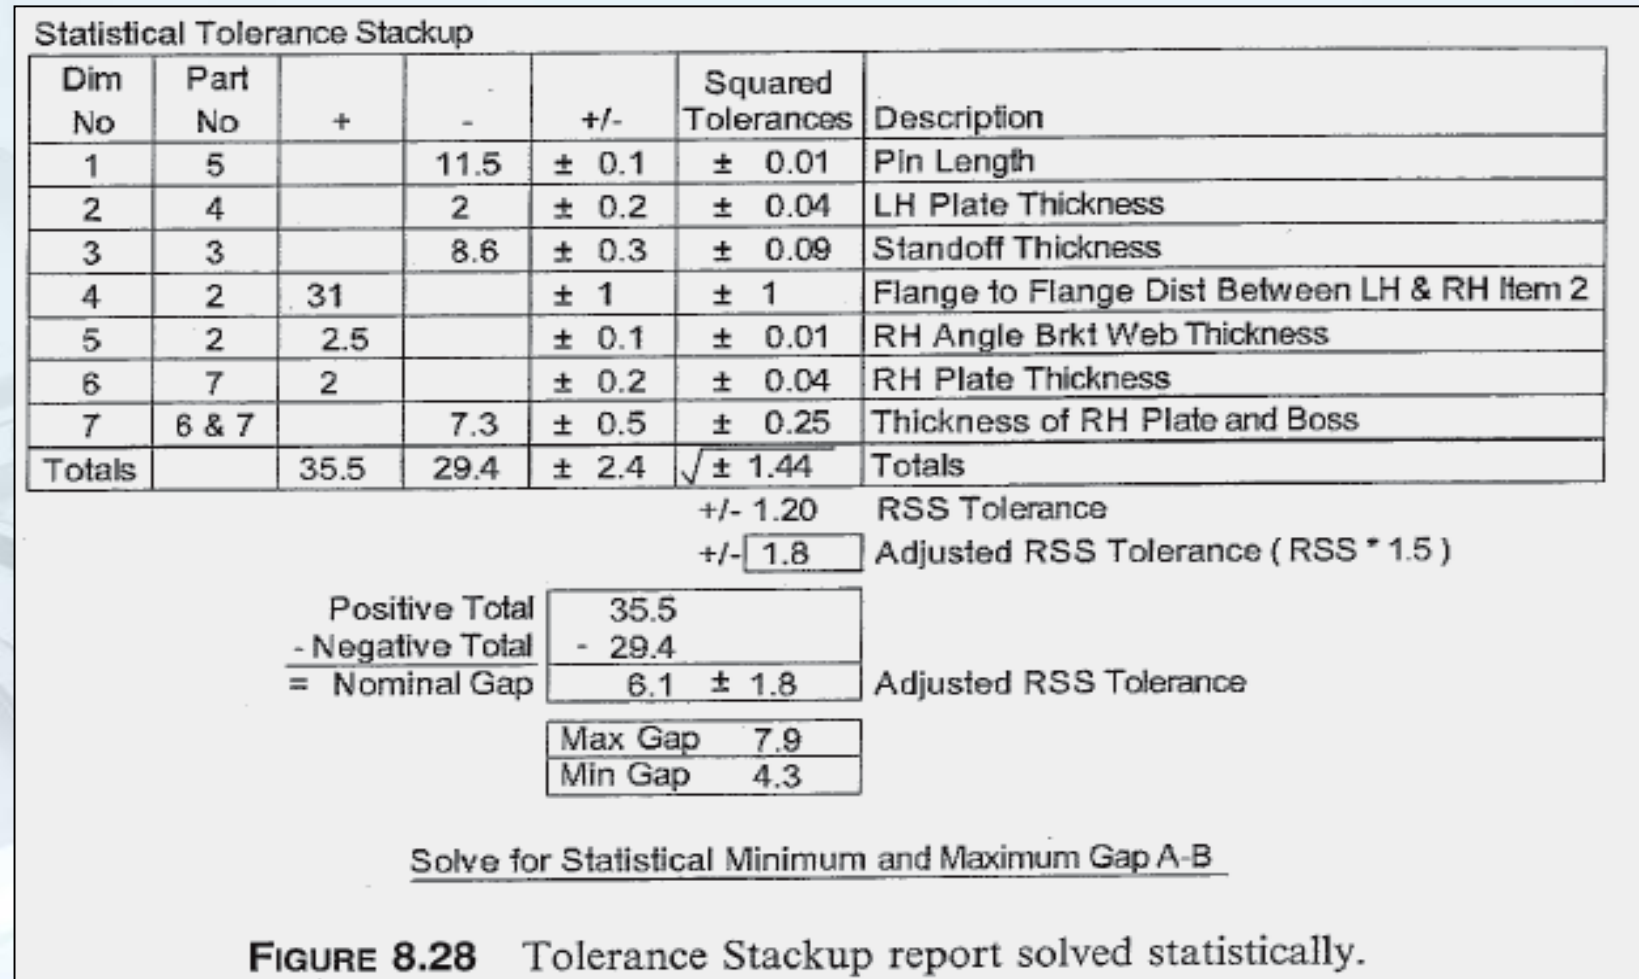 Statistical Tolerance Stackup
Dim Part Squared
No No + - +/- Tolerances Description
1 5 11.5 ± 0.1 ± 0.01 Pin Length
2 4 2 ± 0.2 ± 0.04 LH Plate Thickness
3 3 8.6 ± 0.3 ± 0.09 Standoff Thickness
4 2 31 ± 1 ± 1 Flange to Flange Dist Between LH & RH Item 2
5 2 2.5 ± 0.1 ± 0.01 RH Angle Brkt Web Thickness
6 7 2 ± 0.2 ± 0.04 RH Plate Thickness
7 6 & 7 7.3 ± 0.5 ± 0.25 Thickness of RH Plate and Boss
Totals 35.5 29.4 ± 2.4 √± 1.44 Totals
+/- 1.20 RSS Tolerance
+/- 1.8 Adjusted RSS Tolerance ( RSS * 1.5 )
Positive Total 35.5
- Negative Total - 29.4
= Nominal Gap 6.1 ± 1.8 Adjusted RSS Tolerance
Max Gap 7.9
Min Gap 4.3
Solve for Statistical Minimum and Maximum Gap A-B
FIGURE 8.28 Tolerance Stackup report solved statistically.